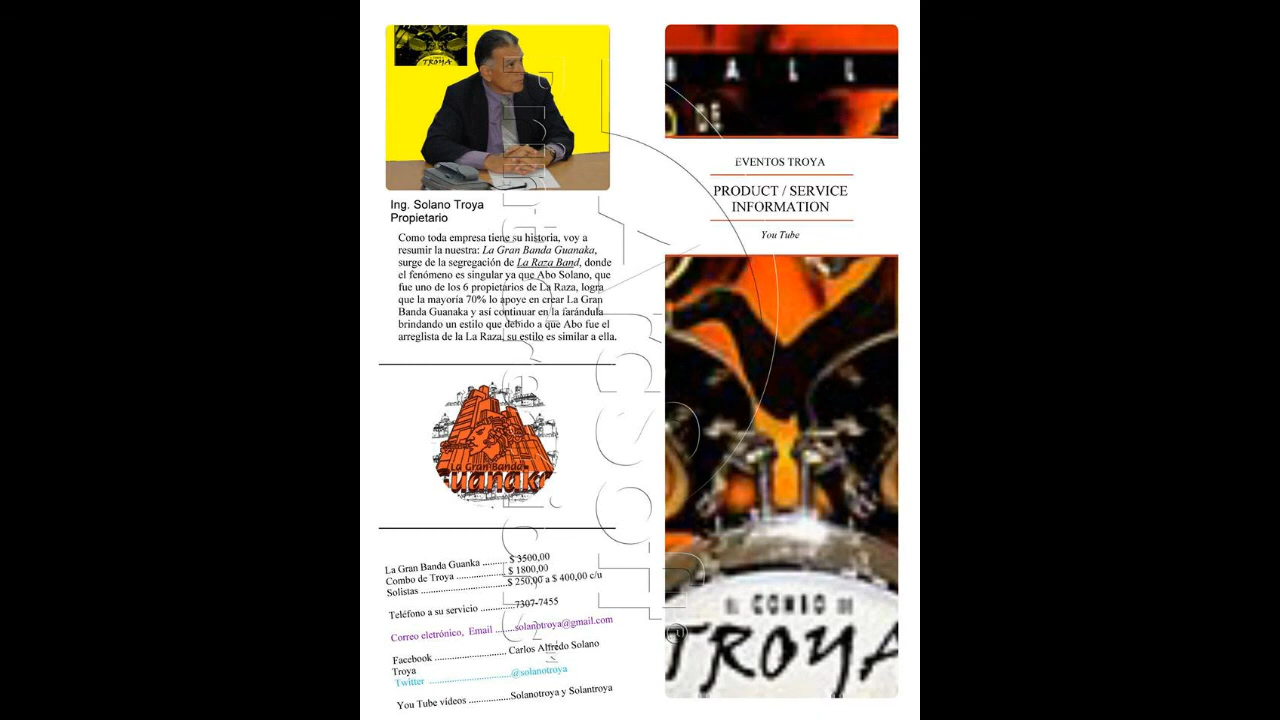 TROYA
Ing. Solano Troya
Propietario
Como toda empresa tiene su historia, voy a
resumir la nuestra: La Gran Banda Guanaka,
surge de la segregación de La Raza Band, donde
el fenómeno es singular ya que Abo Solano, que
fue uno de los 6 propietarios de La Raza, logra
que la mayoría 70% lo apoye en crear La Gran
Banda Guanaka y así continuar en la farándula
brindando un estilo que debido a que Abo fue el
arreglista de la La Raza, su estilo es similar a ella.
La Gran Banda
uanaka
La Gran Banda Guanka ......... $ 3500,00
Combo de Troya ................ $ 1800,00
Solistas ............................$ 250,00 a $ 400,00 c/u
Teléfono a su servicio ...........7307-7455
Correo eletrónico, Email .......solanotroya@gmail.com
Facebook ......................... Carlos Alfredo Solano
Troya
Twitter .............................@solanotroya
You Tube vídeos ...............Solanotroya y Solantroya
ALL
DE
EVENTOS TROYA
PRODUCT / SERVICE
INFORMATION
You Tube
EL COMBO DE
TROYA